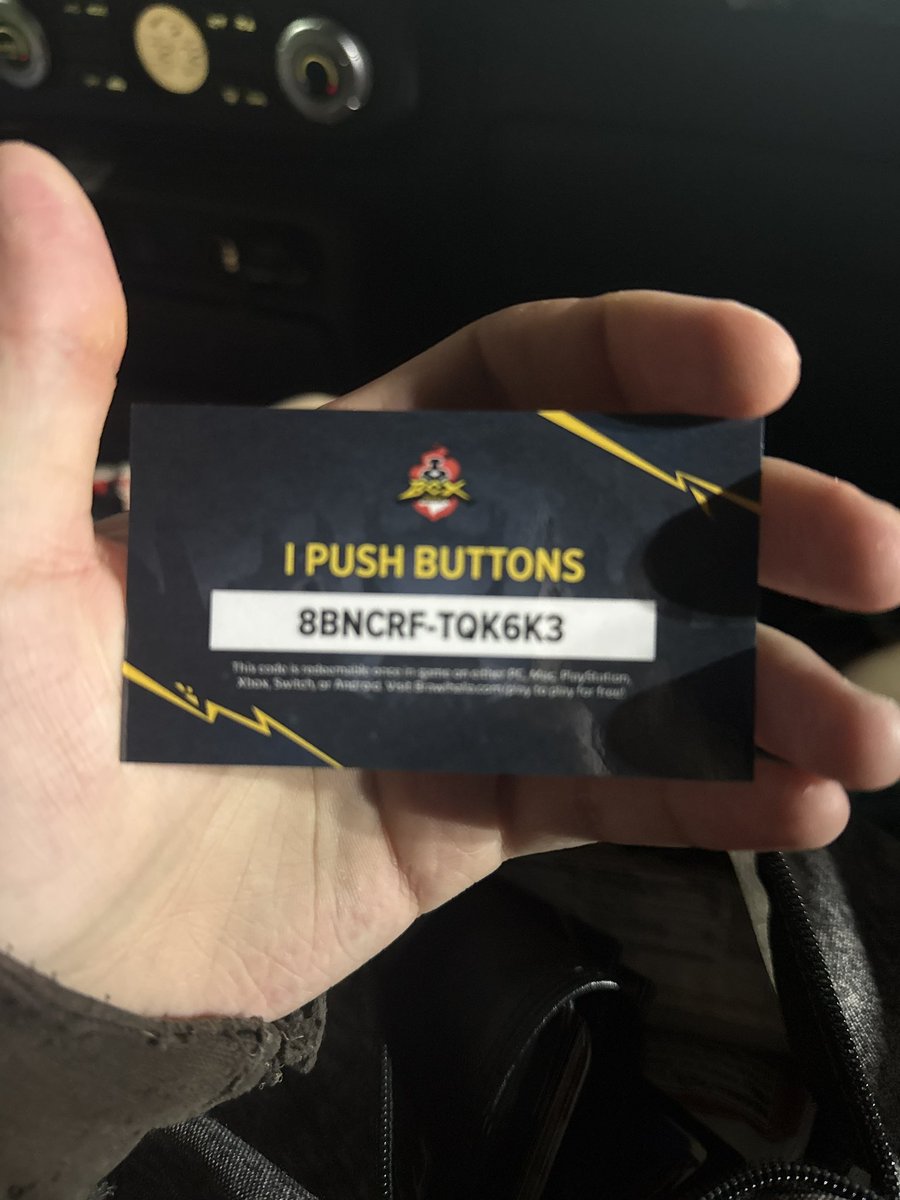 BCX
I PUSH BUTTONS
8BNCRF-TQK6K3
This code is redeemable once in game on either PC, Mac, PlayStation,
Xbox, Switch, or Android. Visit Brawlhalla.com/play to play for free!